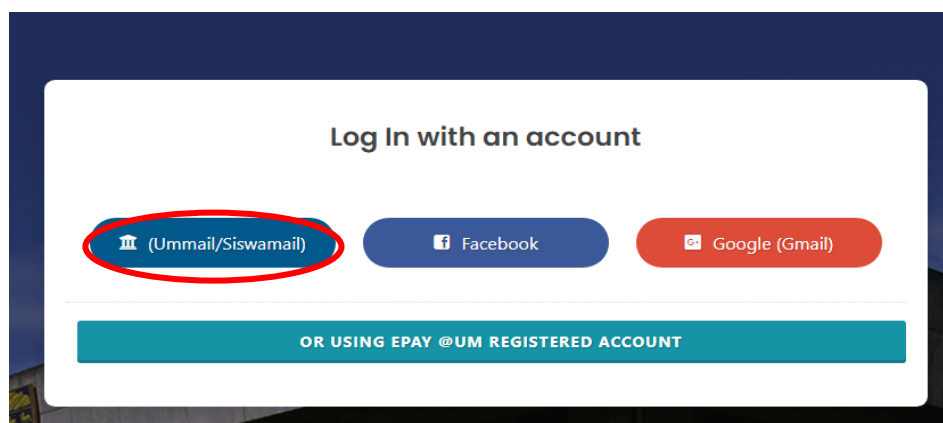 Log In with an account
(Ummail/Siswamail)
Facebook
Google (Gmail)
OR USING EPAY @UM REGISTERED ACCOUNT